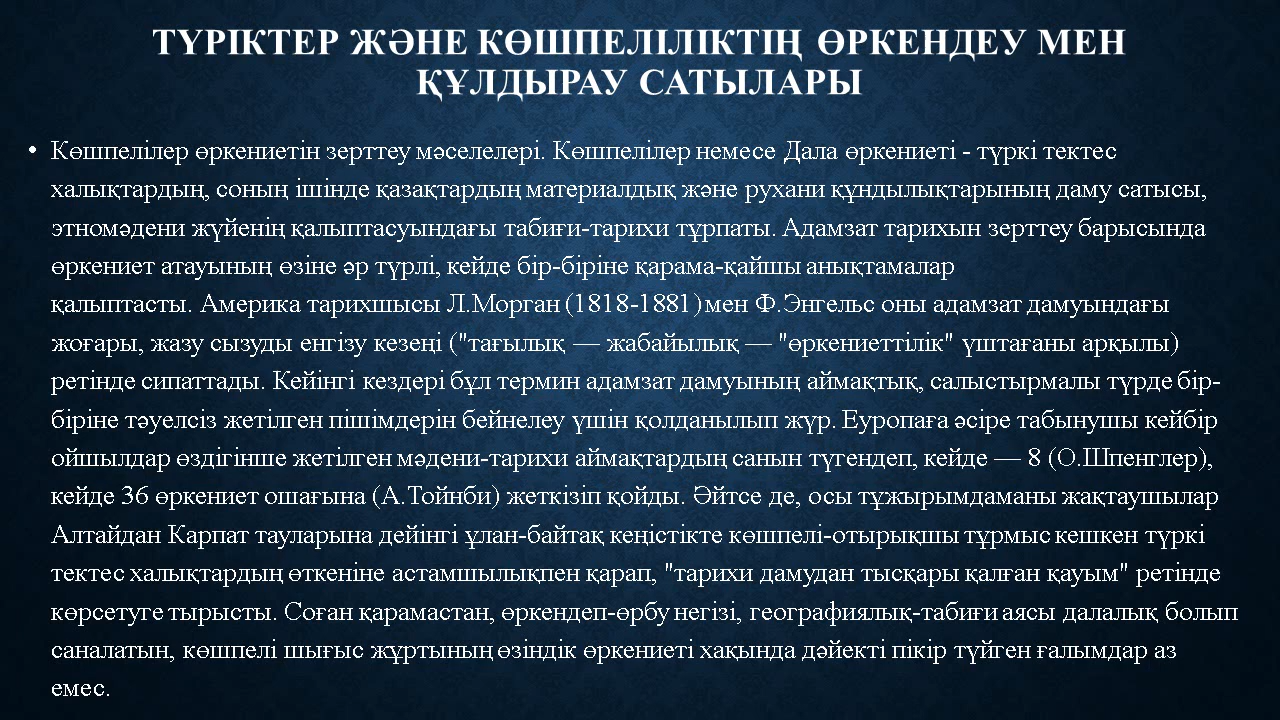 ТҮРІКТЕР ЖӘНЕ КӨШПЕЛІЛІКТІҢ ӨРКЕНДЕУ МЕН
ҚҰЛДЫРАУ САТЫЛАРЫ
• Көшпелілер өркениетін зерттеу мәселелері. Көшпелілер немесе Дала өркениеті - түркі тектес
халықтардың, соның ішінде қазақтардың материалдық және рухани құндылықтарының даму сатысы,
этномәдени жүйенің қалыптасуындағы табиғи-тарихи тұрпаты. Адамзат тарихын зерттеу барысында
өркениет атауының өзіне әр түрлі, кейде бір-біріне қарама-қайшы анықтамалар
қалыптасты. Америка тарихшысы Л.Морган (1818-1881) мен Ф.Энгельс оны адамзат дамуындағы
жоғары, жазу сызуды енгізу кезеңі ("тағылық — жабайылық — "өркениеттілік" үштағаны арқылы)
ретінде сипаттады. Кейінгі кездері бұл термин адамзат дамуының аймақтық, салыстырмалы түрде бір-
біріне тәуелсіз жетілген пішімдерін бейнелеу үшін қолданылып жүр. Еуропаға әсіре табынушы кейбір
ойшылдар өздігінше жетілген мәдени-тарихи аймақтардың санын түгендеп, кейде — 8 (О.Шпенглер),
кейде 36 өркениет ошағына (А.Тойнби) жеткізіп қойды. Әйтсе де, осы тұжырымдаманы жақтаушылар
Алтайдан Карпат тауларына дейінгі ұлан-байтақ кеңістікте көшпелі-отырықшы тұрмыс кешкен түркі
тектес халықтардың өткеніне астамшылықпен қарап, "тарихи дамудан тысқары қалған қауым" ретінде
көрсетуге тырысты. Соған қарамастан, өркендеп-өрбу негізі, географиялық-табиғи аясы далалық болып
саналатын, көшпелі шығыс жұртының өзіндік өркениеті хақында дәйекті пікір түйген ғалымдар аз
емес.